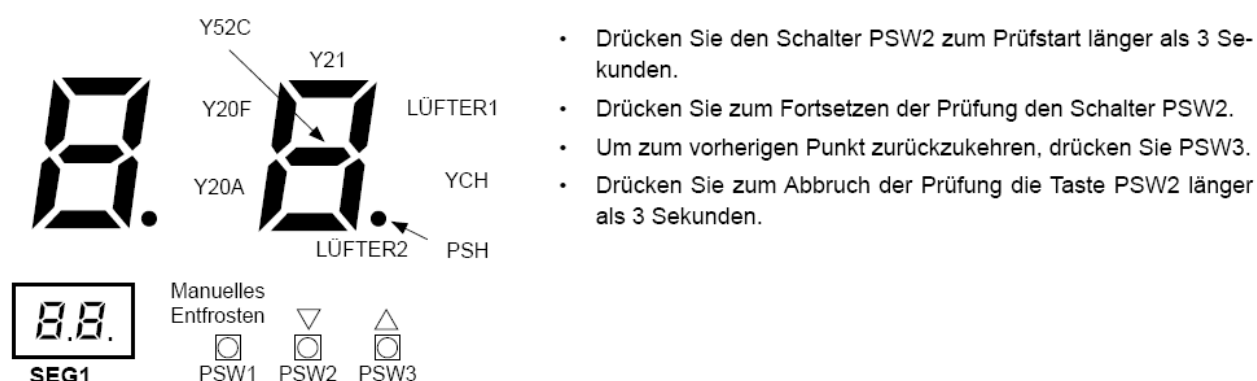 Y52C
Y21
Y20F
LÜFTER1
Y20A
YCH
LÜFTER2
PSH
Manuelles
Entfrosten
▽ △
8.8.
SEG1
PSW1 PSW2 PSW3
• Drücken Sie den Schalter PSW2 zum Prüfstart länger als 3 Se-
kunden.
• Drücken Sie zum Fortsetzen der Prüfung den Schalter PSW2.
• Um zum vorherigen Punkt zurückzukehren, drücken Sie PSW3.
• Drücken Sie zum Abbruch der Prüfung die Taste PSW2 länger
als 3 Sekunden.